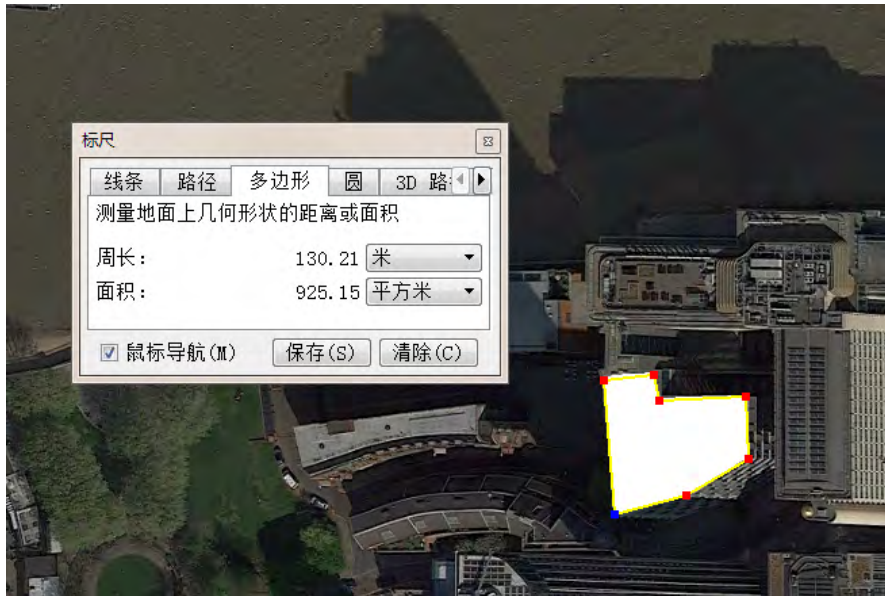 标尺
线条 路径 多边形 圆 3D 路
测量地面上几何形状的距离或面积
周长: 130.21 米
面积: 925.15 平方米
鼠标导航(M) 保存(S) 清除(C)